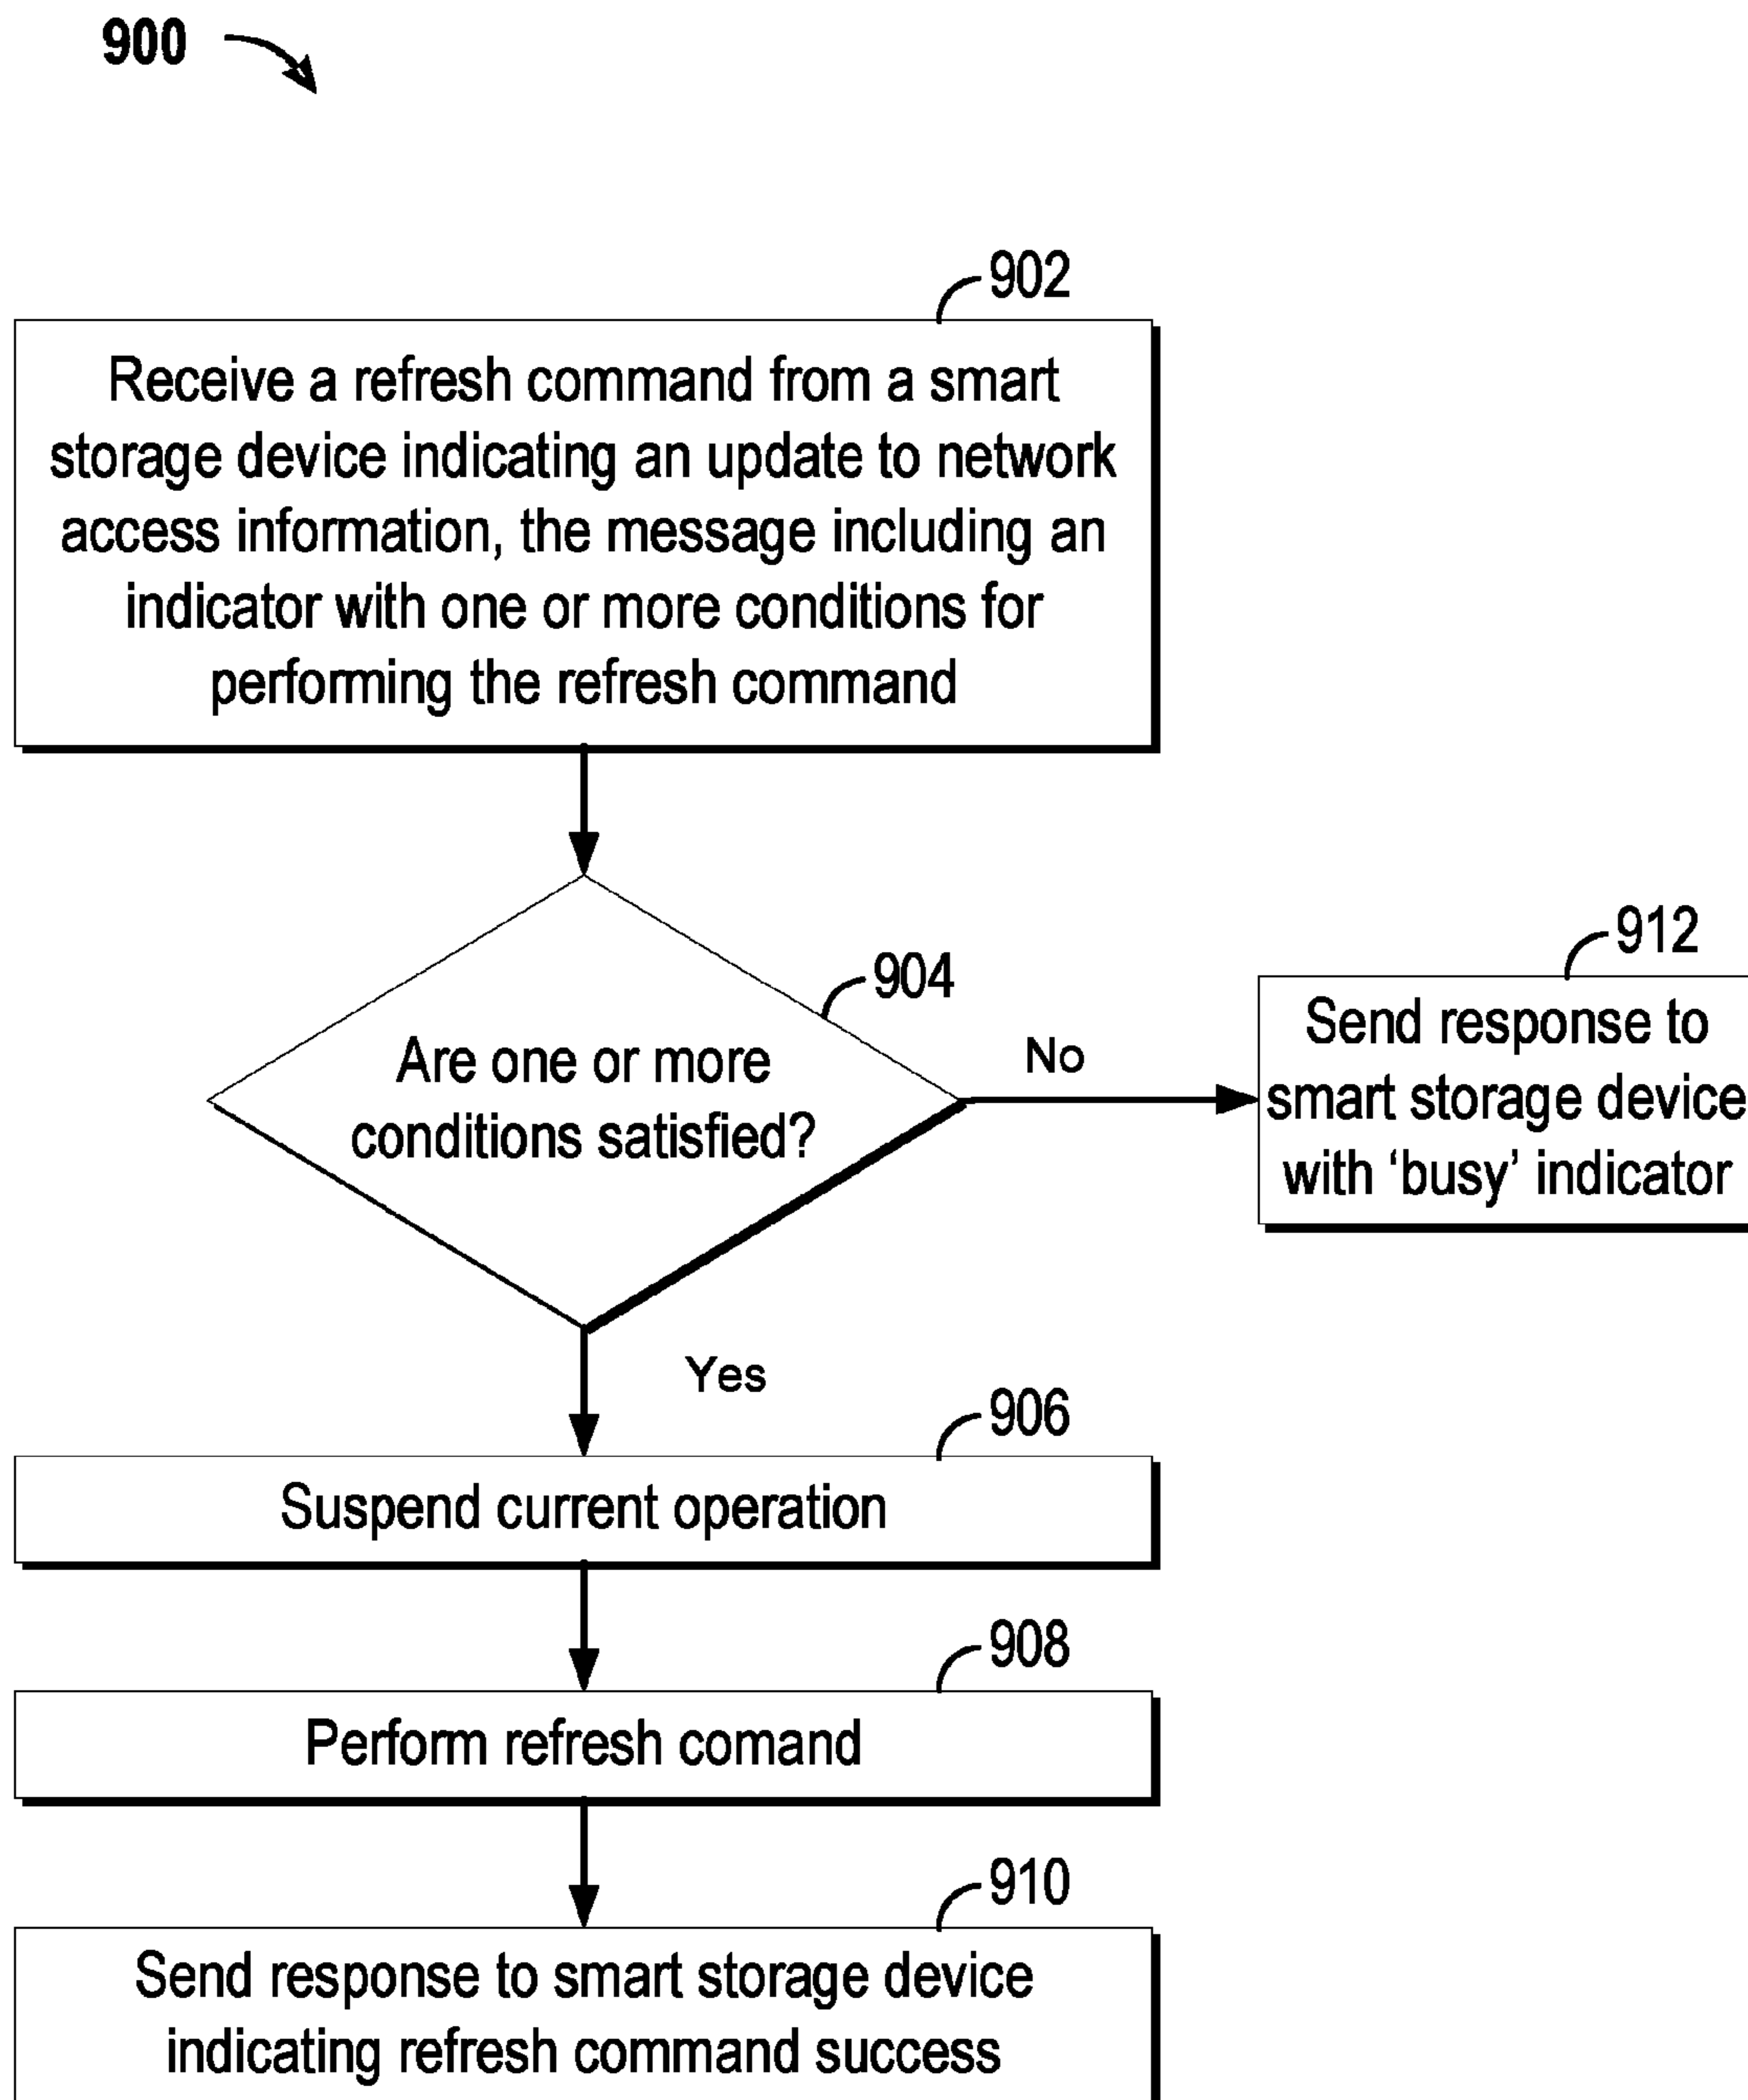 900
902
Receive a refresh command from a smart
storage device indicating an update to network
access information, the message including an
indicator with one or more conditions for
performing the refresh command
904
Are one or more
conditions satisfied?
No
912
Send response to
smart storage device
with ‘busy’ indicator
Yes
906
Suspend current operation
908
Perform refresh comand
910
Send response to smart storage device
indicating refresh command success